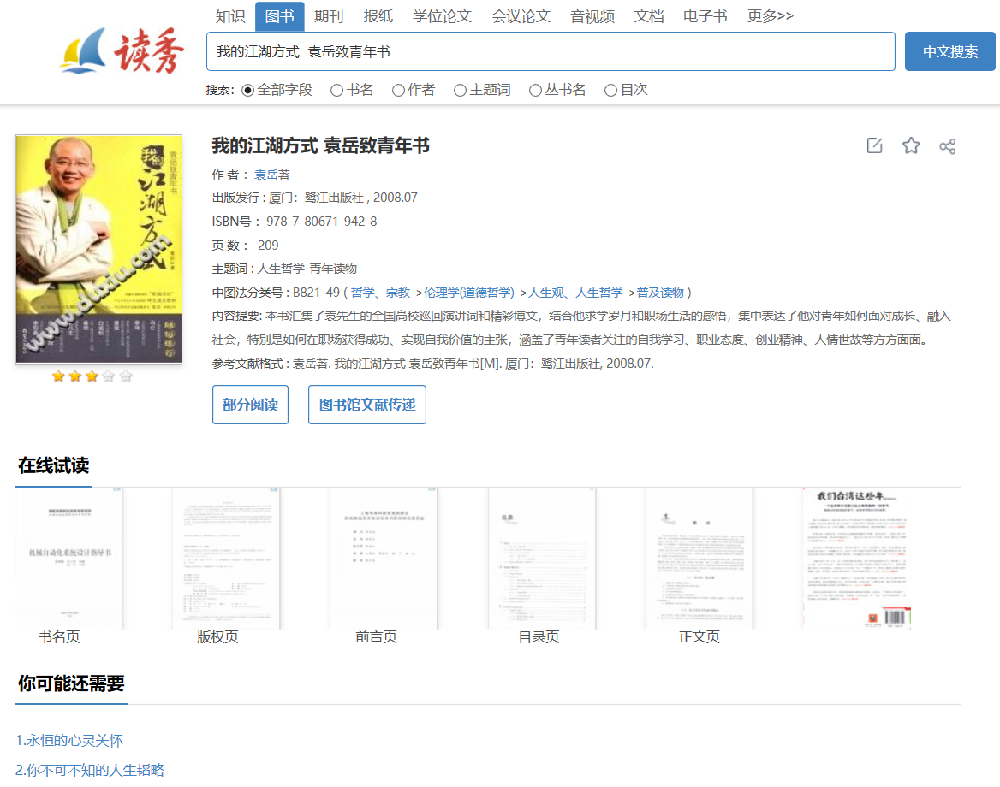 知识 图书 期刊 报纸 学位论文 会议论文 音视频 文档 电子书 更多>>
读秀
我的江湖方式 袁岳致青年书
中文搜索
搜索: 全部字段 书名 作者 主题词 丛书名 目次
袁岳致青年书
我的江湖方式
www.duxiu.com
我的江湖方式 袁岳致青年书
作 者 : 袁岳著
出版发行 : 厦门：鹭江出版社 , 2008.07
ISBN号 : 978-7-80671-942-8
页 数 : 209
主题词 : 人生哲学-青年读物
中图法分类号 : B821-49 ( 哲学、宗教->伦理学(道德哲学)->人生观、人生哲学->普及读物 )
内容提要: 本书汇集了袁先生的全国高校巡回演讲词和精彩博文，结合他求学岁月和职场生活的感悟，集中表达了他对青年如何面对成长、融入
社会，特别是如何在职场获得成功、实现自我价值的主张，涵盖了青年读者关注的自我学习、职业态度、创业精神、人情世故等方方面面。
参考文献格式 : 袁岳著. 我的江湖方式 袁岳致青年书[M]. 厦门：鹭江出版社, 2008.07.
部分阅读 图书馆文献传递
在线试读
机械自动化系统设计指导书
我们台湾这些年
书名页 版权页 前言页 目录页 正文页
你可能还需要
1.永恒的心灵关怀
2.你不可不知的人生韬略